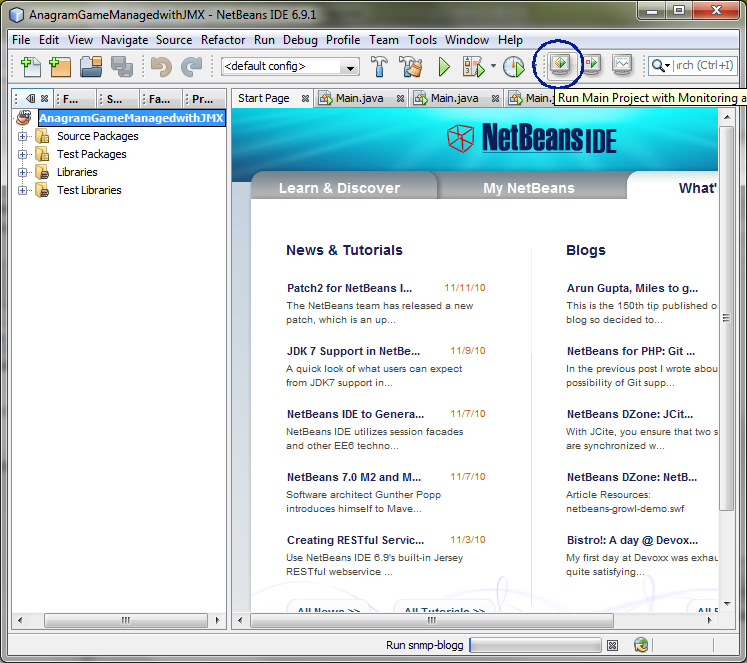 AnagramGameManagedwithJMX - NetBeans IDE 6.9.1
File Edit View Navigate Source Refactor Run Debug Profile Team Tools Window Help
<default config>
rch (Ctrl+I)
F... S... Fa... Pr...
Start Page Main.java Main.java Main.j
Run Main Project with Monitoring a
AnagramGameManagedwithJMX
Source Packages
Test Packages
Libraries
Test Libraries
NetBeans IDE
Learn & Discover My NetBeans What'
News & Tutorials
Patch2 for NetBeans I... 11/11/10
The NetBeans team has released a new
patch, which is an up...
JDK 7 Support in NetBe... 11/9/10
A quick look of what users can expect
from JDK7 support in...
NetBeans IDE to Genera... 11/7/10
NetBeans IDE utilizes session facades
and other EE6 techno...
NetBeans 7.0 M2 and M... 11/7/10
Software architect Gunther Popp
introduces himself to Mave...
Creating RESTful Servic... 11/3/10
Use NetBeans IDE 6.9's built-in Jersey
RESTful webservice ...
All News >> All Tutorials >>
Blogs
Arun Gupta, Miles to g...
This is the 150th tip published o
blog so decided to...
NetBeans for PHP: Git ...
In the previous post I wrote abou
possibility of Git supp...
NetBeans DZone: JCit...
With JCite, you ensure that two s
are synchronized w...
NetBeans DZone: NetB...
Article Resources:
netbeans-growl-demo.swf
Bistro!: A day @ Devox...
My first day at Devoxx was exhau
quite satisfying...
All B
Run snmp-blogg